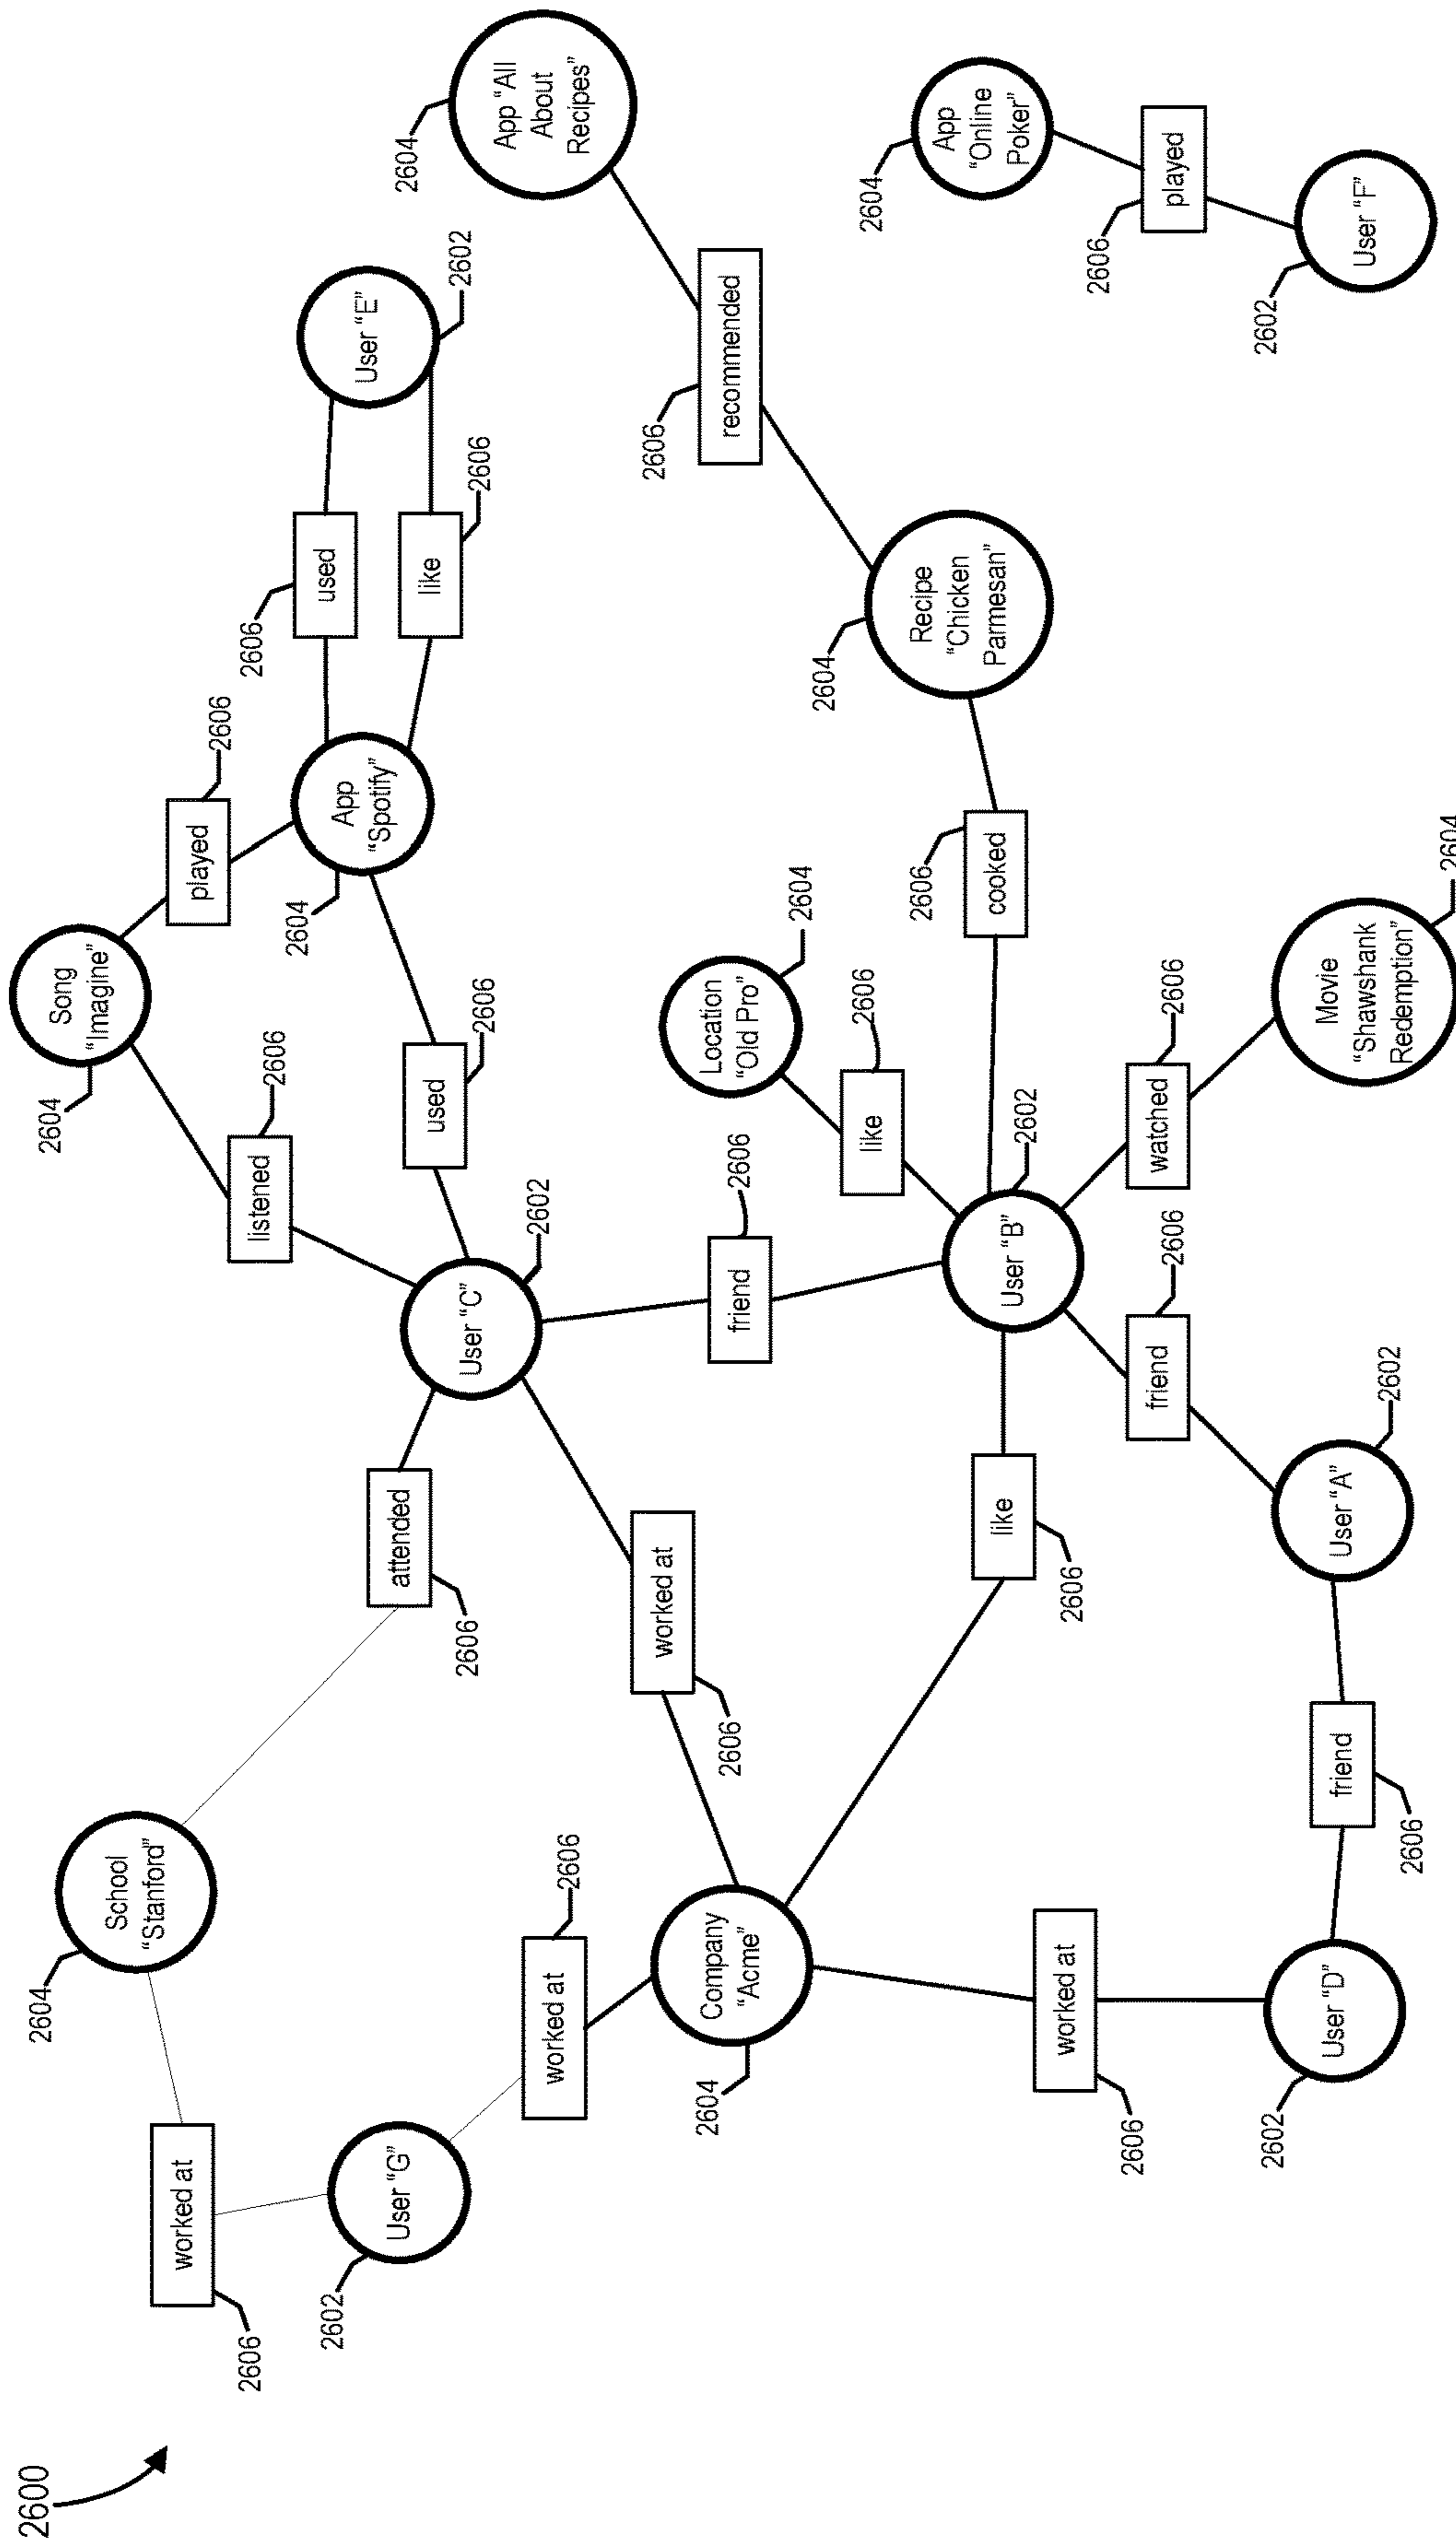 2600
2604
School
"Stanford"
worked at
2606
User "G"
2602
attended
2606
worked at
2606
Company
"Acme"
2604
worked at
2606
worked at
2606
User "D"
2602
friend
2606
User "A"
2602
friend
2606
like
2606
User "B"
2602
friend
2606
User "C"
2602
listened
2606
Song
"Imagine"
2604
played
2606
used
2606
App
"Spotify"
2604
used
2606
like
2606
User "E"
2602
like
2606
Location
"Old Pro"
2604
watched
2606
Movie
"Shawshank
Redemption"
2604
cooked
2606
Recipe
"Chicken
Parmesan"
2604
recommended
2606
App "All
About
Recipes"
2604
App
"Online
Poker"
2604
played
2606
User "F"
2602